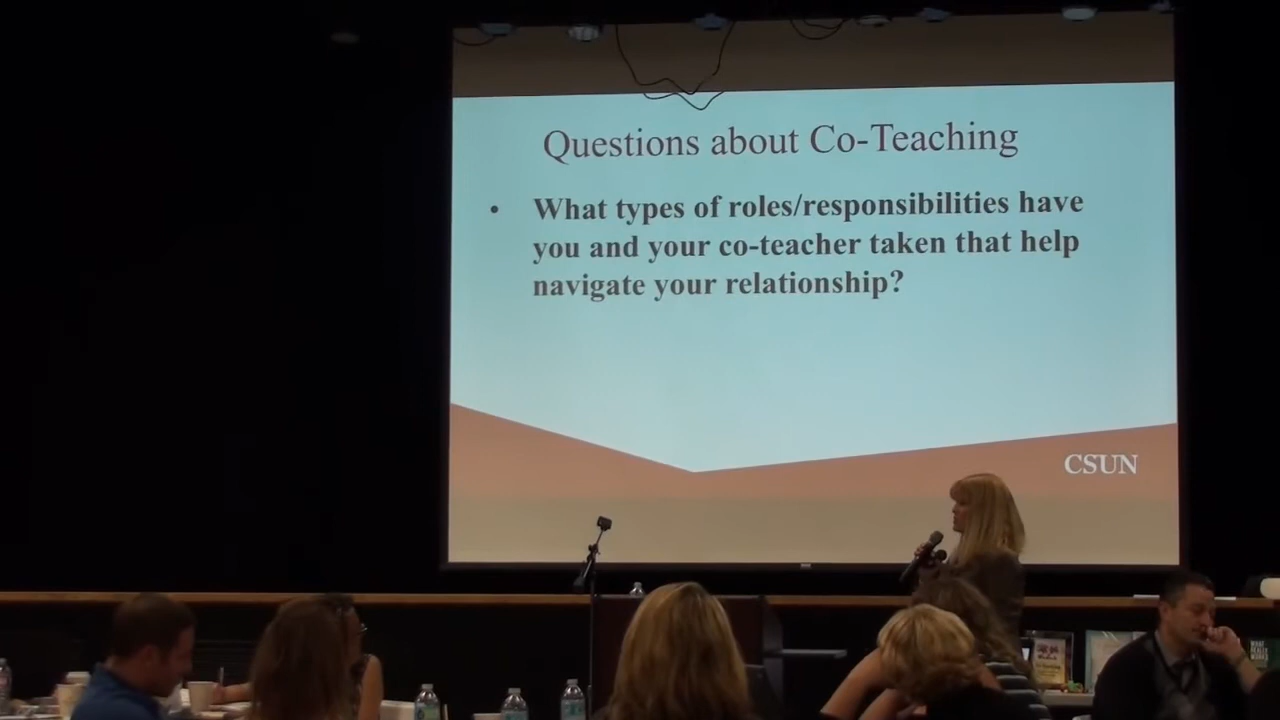 Questions about Co-Teaching
• What types of roles/responsibilities have
you and your co-teacher taken that help
navigate your relationship?
CSUN